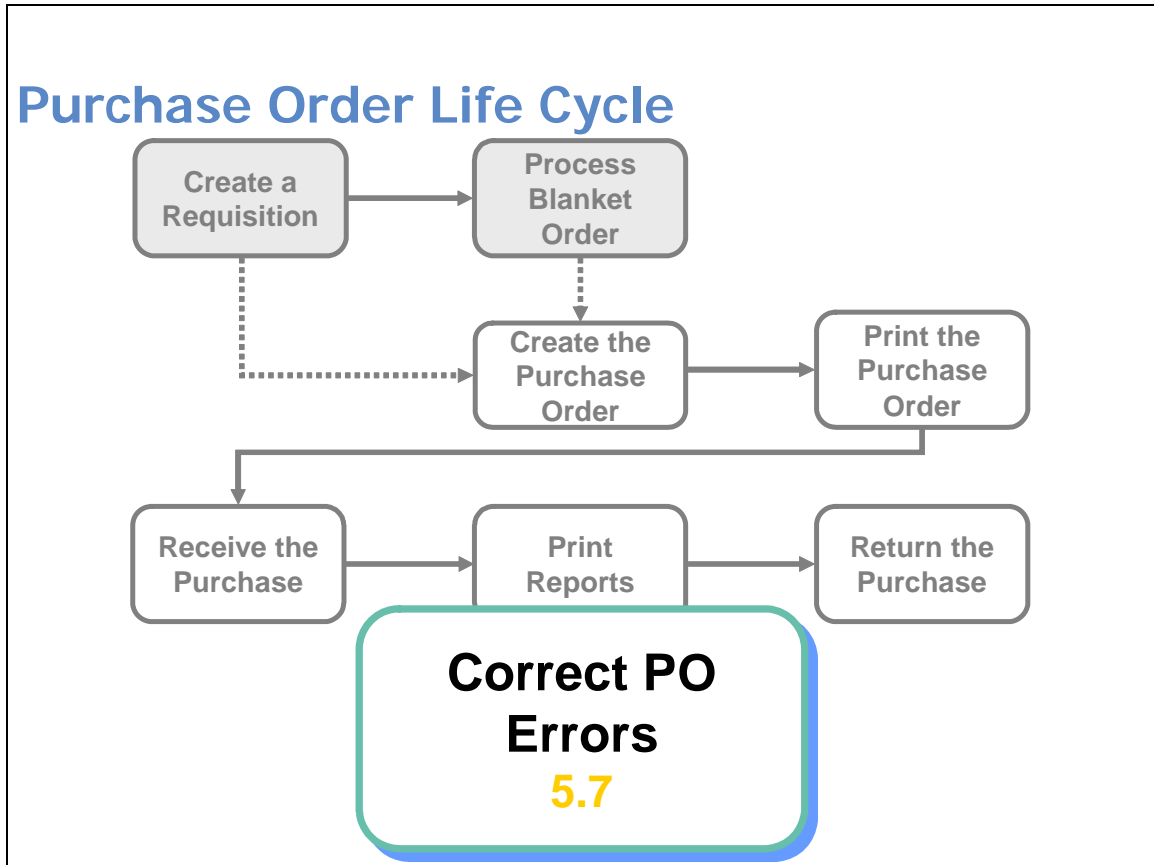 Purchase Order Life Cycle
Create a
Requisition
Process
Blanket
Order
Create the
Purchase
Order
Print the
Purchase
Order
Receive the
Purchase
Print
Reports
Return the
Purchase
Correct PO
Errors
5.7